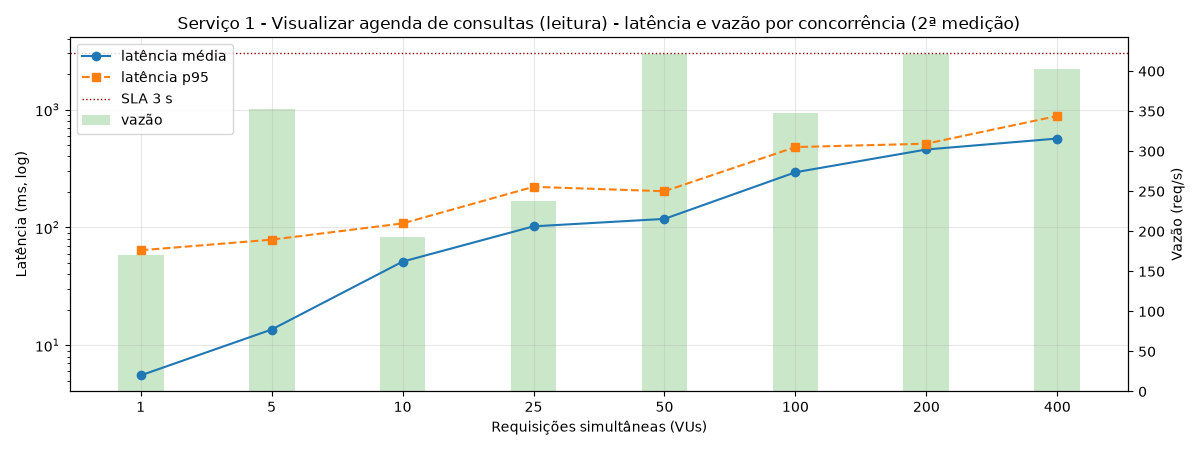 Serviço 1 - Visualizar agenda de consultas (leitura) - latência e vazão por concorrência (2ª medição)
latência média
latência p95
SLA 3 s
vazão
Latência (ms, log)
10³
10²
10¹
400
350
300
250
200
150
100
50
0
Vazão (req/s)
1 5 10 25 50 100 200 400
Requisições simultâneas (VUs)